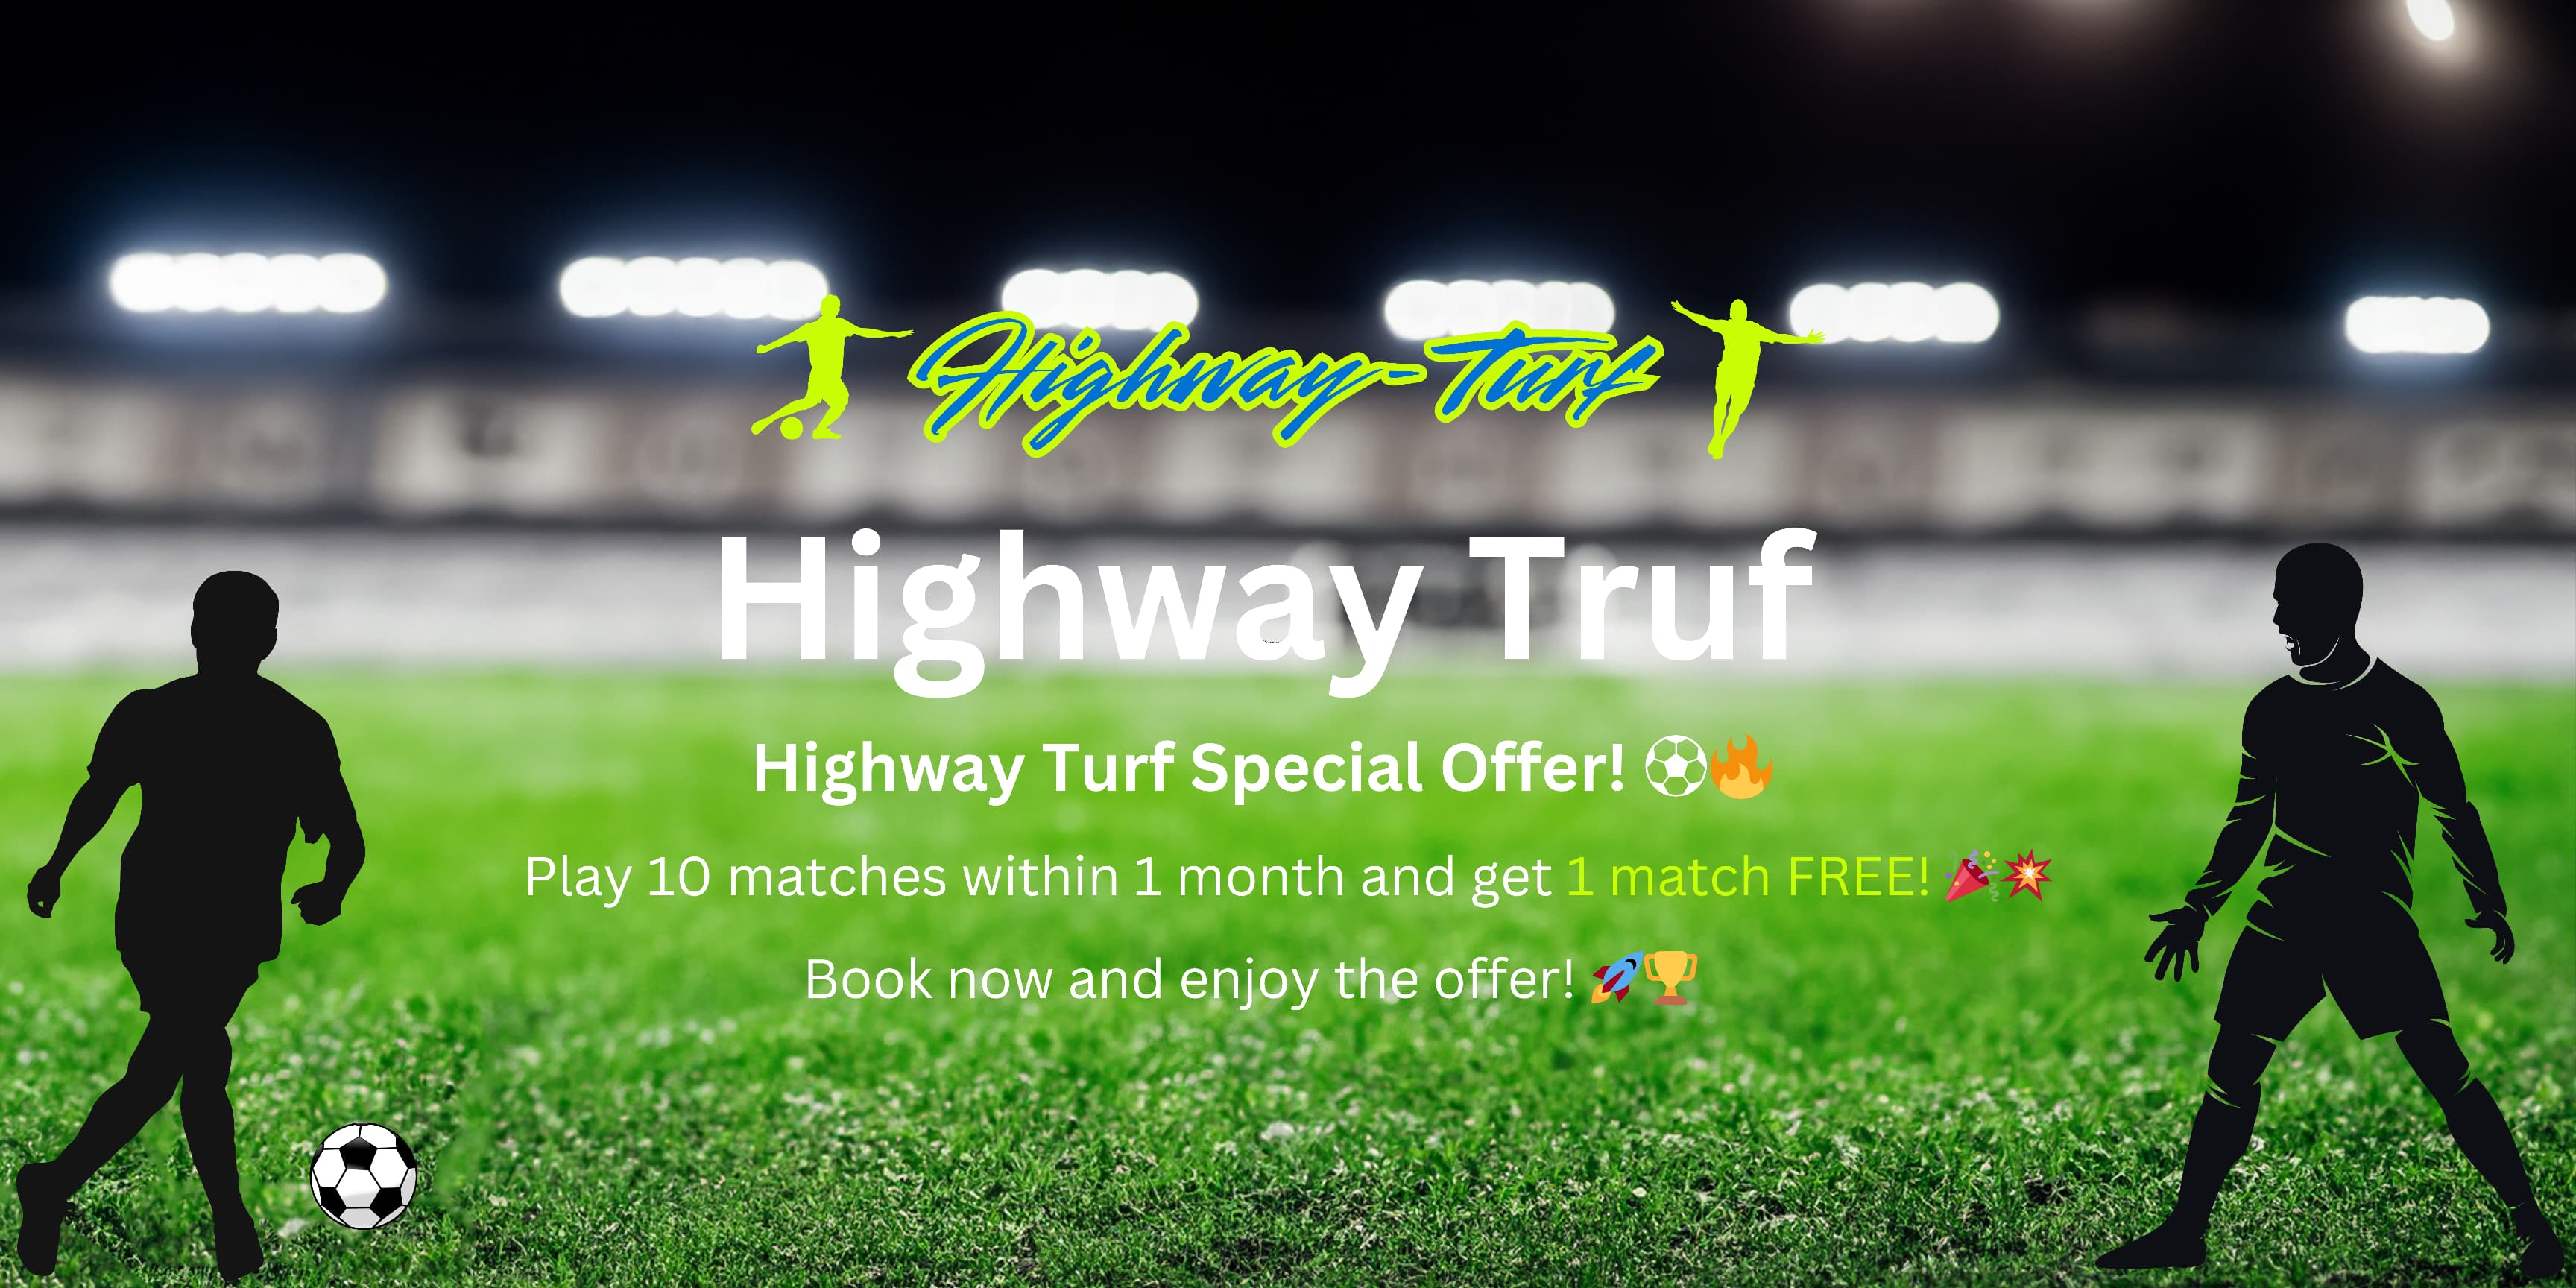 Highway-Turf
Highway Truf
Highway Turf Special Offer! ⚽🔥
Play 10 matches within 1 month and get 1 match FREE! 🎉💥
Book now and enjoy the offer! 🚀🏆